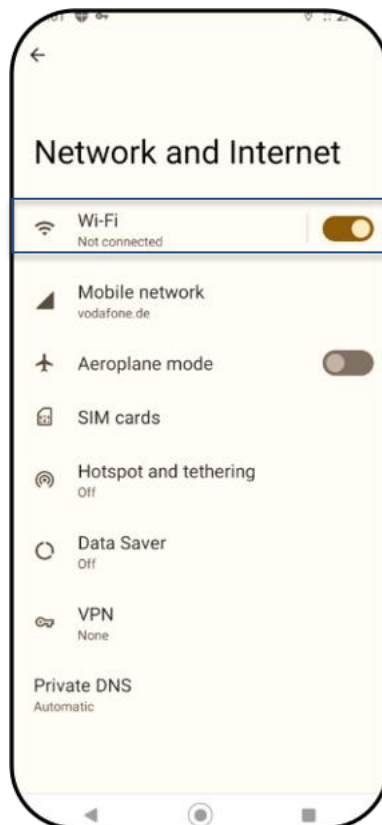 Network and Internet
Wi-Fi
Not connected
Mobile network
vodafone.de
Aeroplane mode
SIM cards
Hotspot and tethering
Off
Data Saver
Off
VPN
None
Private DNS
Automatic